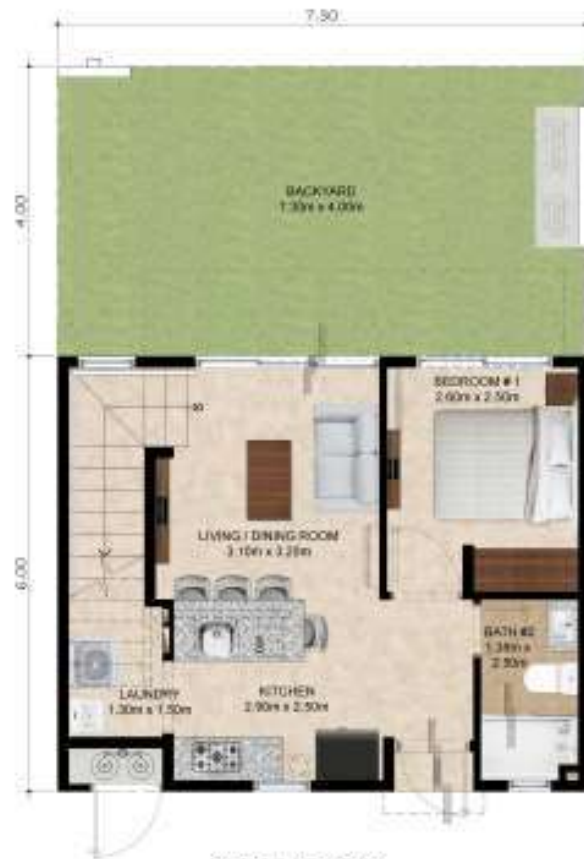 7.30
4.00
BACKYARD
7.30m x 4.00m
BEDROOM # 1
2.60m x 2.50m
6.00
LIVING / DINING ROOM
3.10m x 3.20m
BATH #2
2.50m
LAUNDRY
1.30m x 1.50m
KITCHEN
2.90m x 2.50m